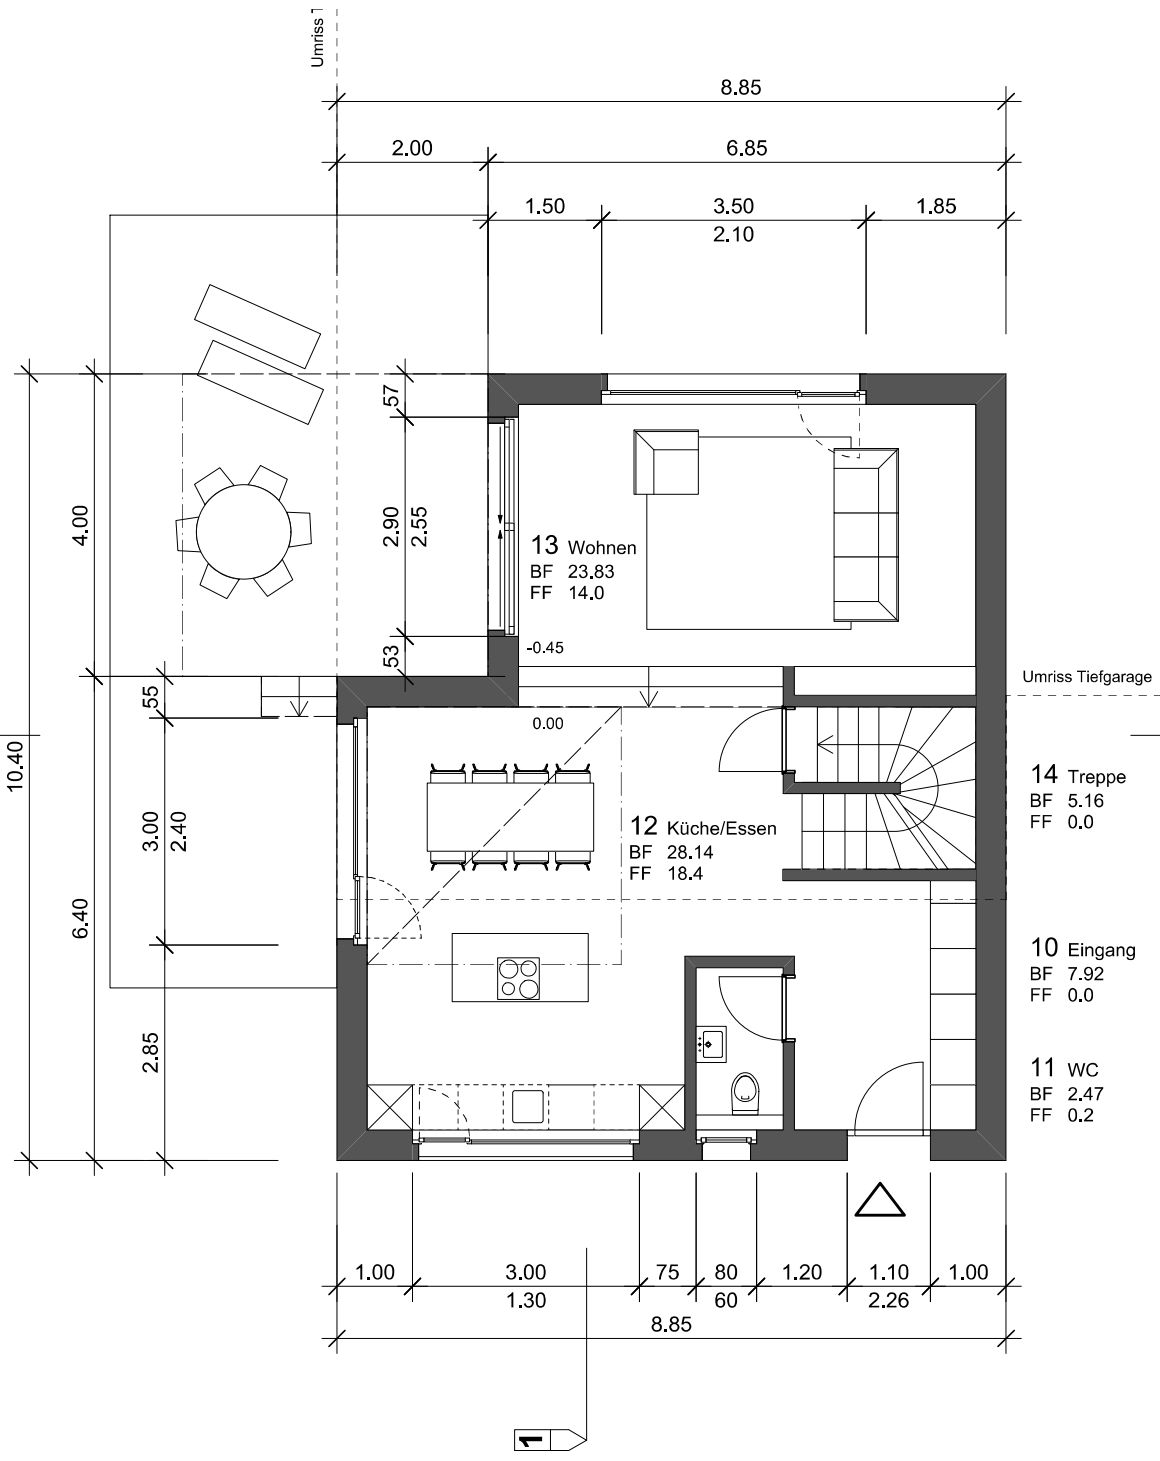 Umriss T
8.85
2.00
6.85
1.50
3.50
1.85
2.10
57
4.00
2.90
2.55
13 Wohnen
BF 23.83
FF 14.0
-0.45
53
Umriss Tiefgarage
55
0.00
10.40
14 Treppe
BF 5.16
FF 0.0
3.00
2.40
12 Küche/Essen
BF 28.14
FF 18.4
6.40
10 Eingang
BF 7.92
FF 0.0
2.85
11 WC
BF 2.47
FF 0.2
1.00
3.00
75
80
1.20
1.10
1.00
1.30
60
2.26
8.85
1